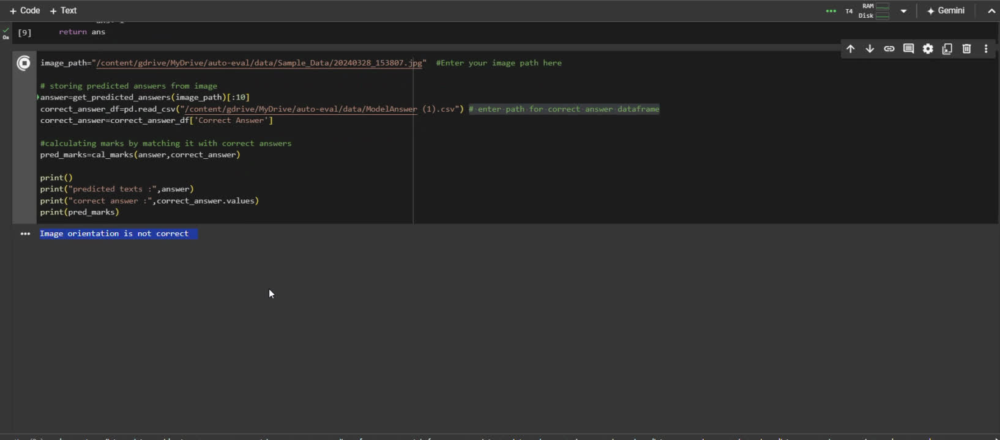 + Code + Text
T4 RAM Disk Gemini
0s [9] return ans
image_path="/content/gdrive/MyDrive/auto-eval/data/Sample_Data/20240328_153807.jpg" #Enter your image path here
# storing predicted answers from image
answer=get_predicted_answers(image_path)[:10]
correct_answer_df=pd.read_csv("/content/gdrive/MyDrive/auto-eval/data/ModelAnswer (1).csv") # enter path for correct answer dataframe
correct_answer=correct_answer_df['Correct Answer']
#calculating marks by matching it with correct answers
pred_marks=cal_marks(answer,correct_answer)
print()
print("predicted texts :",answer)
print("correct answer :",correct_answer.values)
print(pred_marks)
Image orientation is not correct